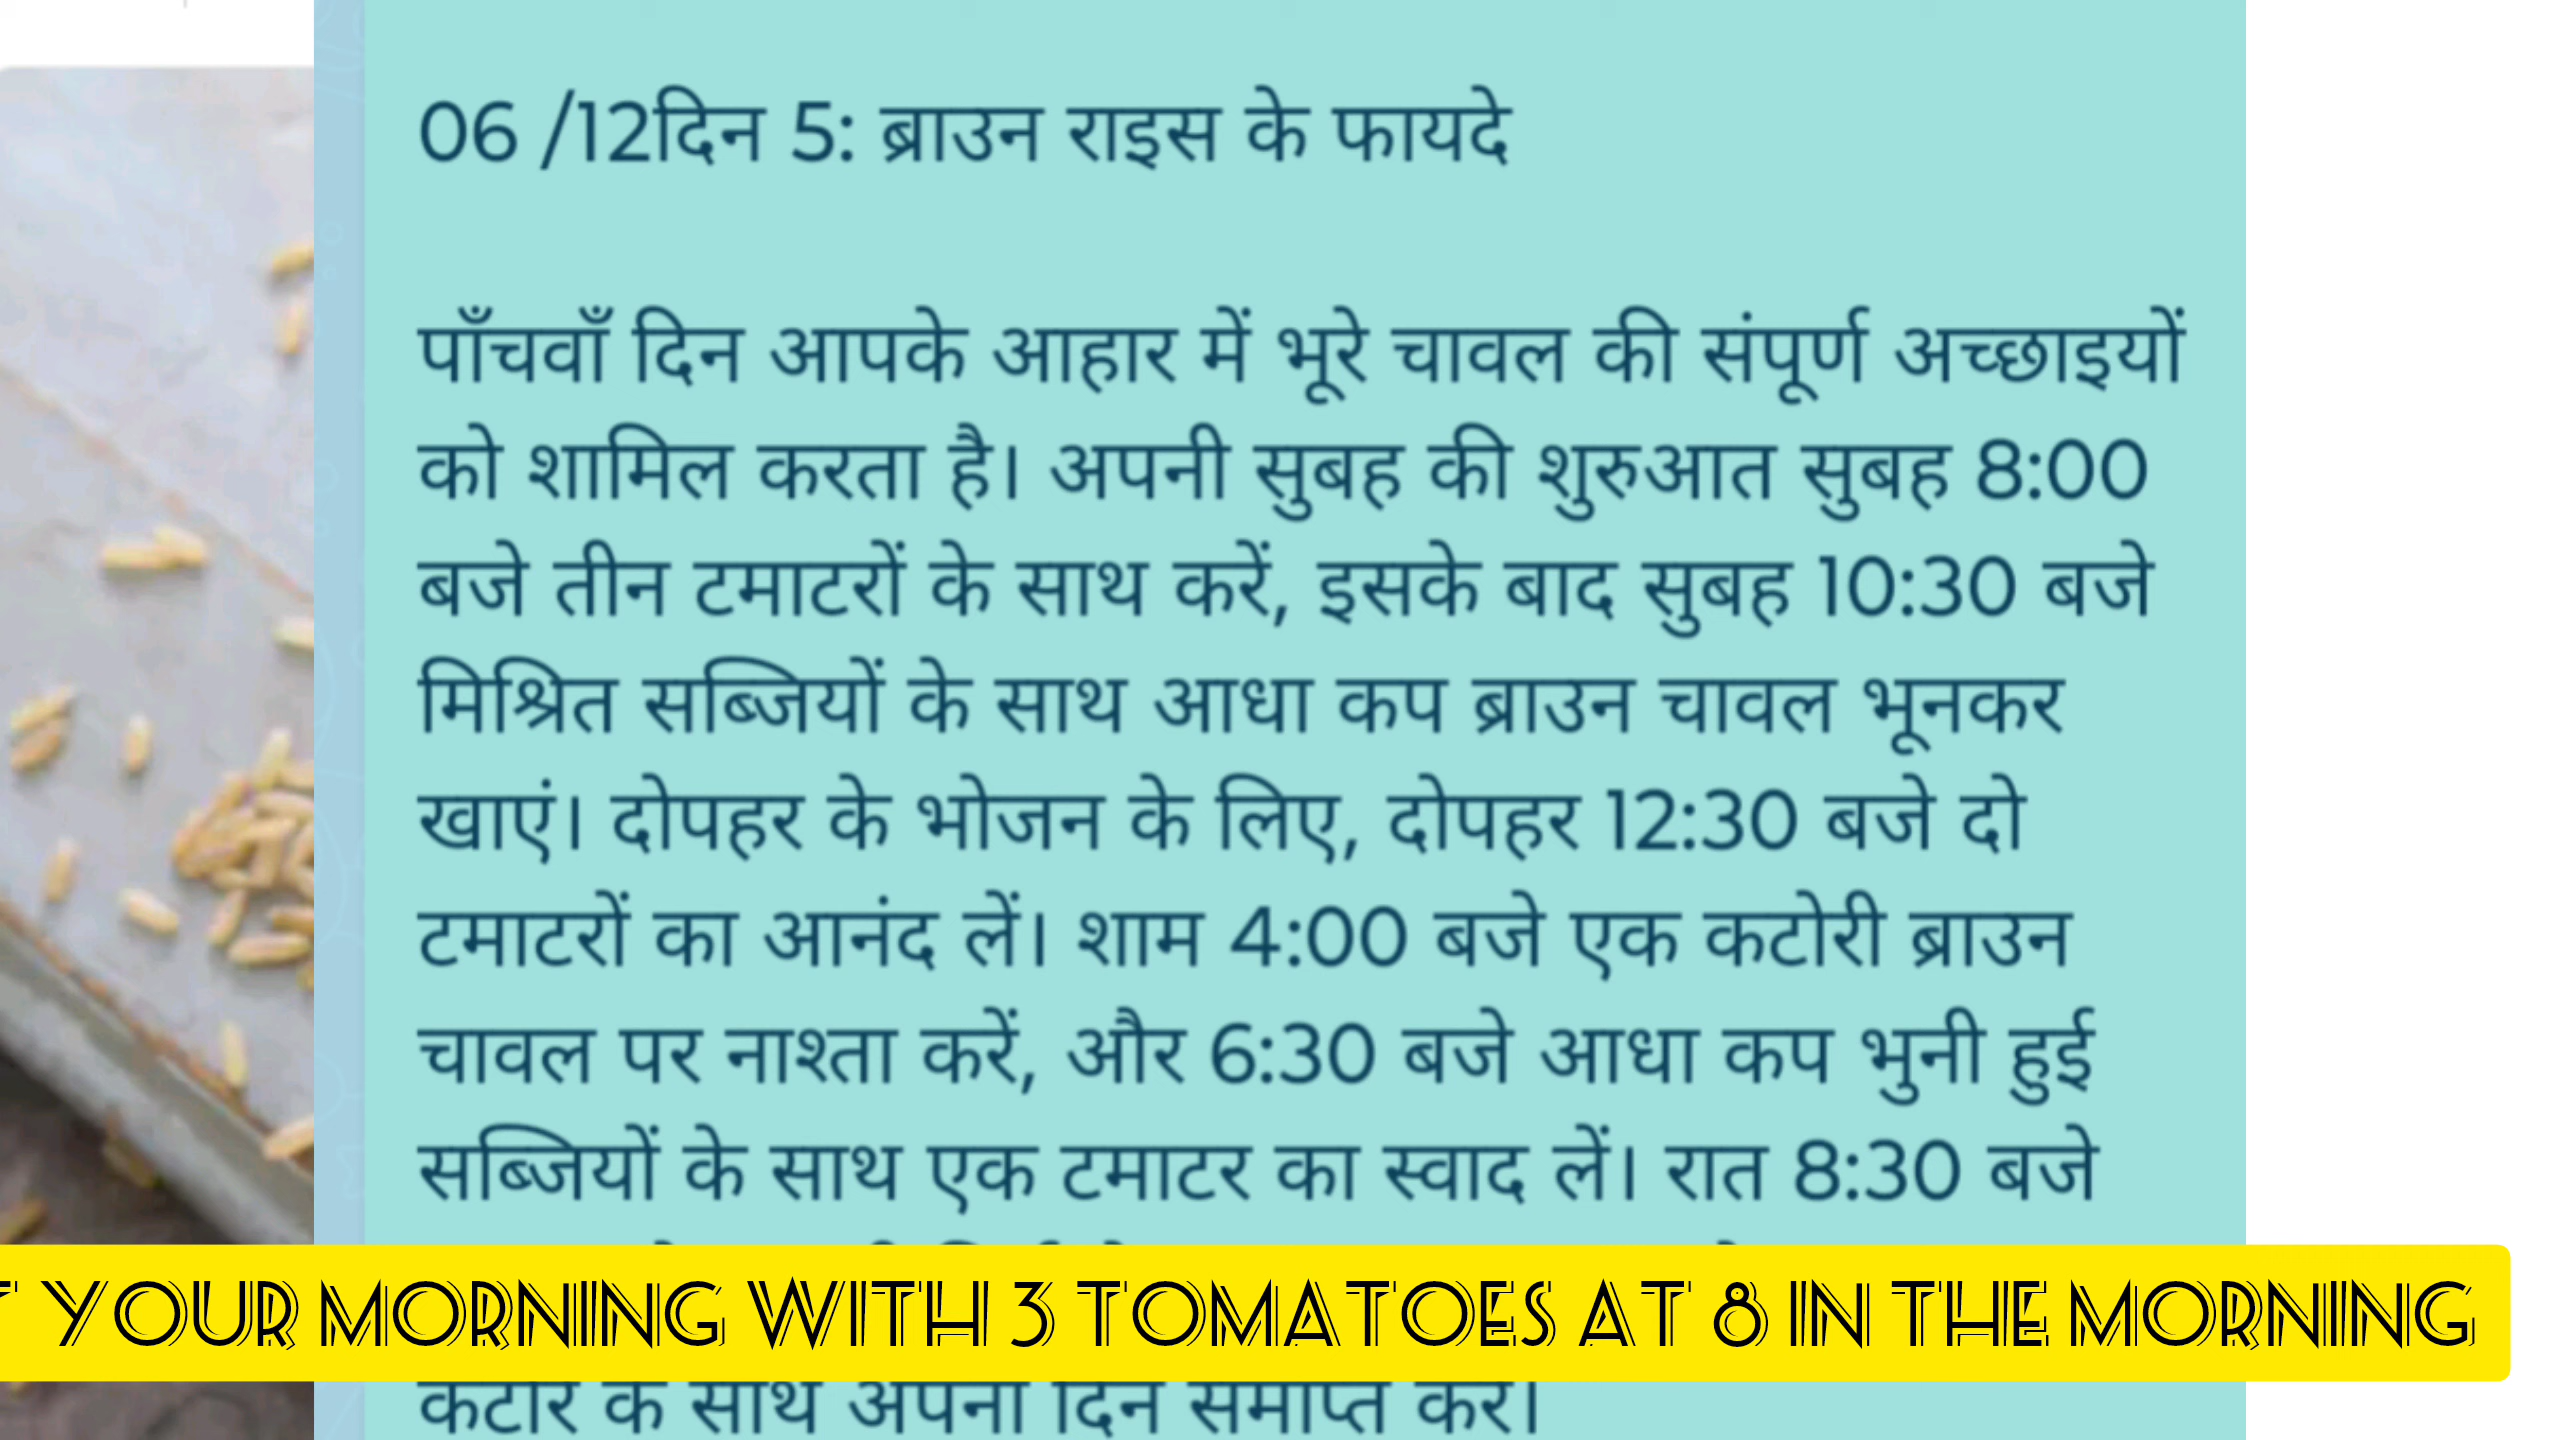 06 /12दिन 5: ब्राउन राइस के फायदे
पाँचवाँ दिन आपके आहार में भूरे चावल की संपूर्ण अच्छाइयों
को शामिल करता है। अपनी सुबह की शुरुआत सुबह 8:00
बजे तीन टमाटरों के साथ करें, इसके बाद सुबह 10:30 बजे
मिश्रित सब्जियों के साथ आधा कप ब्राउन चावल भूनकर
खाएं। दोपहर के भोजन के लिए, दोपहर 12:30 बजे दो
टमाटरों का आनंद लें। शाम 4:00 बजे एक कटोरी ब्राउन
चावल पर नाश्ता करें, और 6:30 बजे आधा कप भुनी हुई
सब्जियों के साथ एक टमाटर का स्वाद लें। रात 8:30 बजे
YOUR MORNING WITH 3 TOMATOES AT 8 IN THE MORNING
के साथ अपना दिन समाप्त करें।